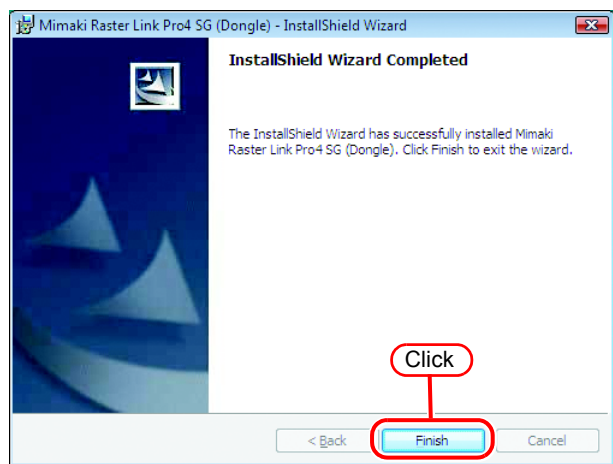 Mimaki Raster Link Pro4 SG (Dongle) - InstallShield Wizard
InstallShield Wizard Completed
The InstallShield Wizard has successfully installed Mimaki
Raster Link Pro4 SG (Dongle). Click Finish to exit the wizard.
Click
< Back
Finish
Cancel